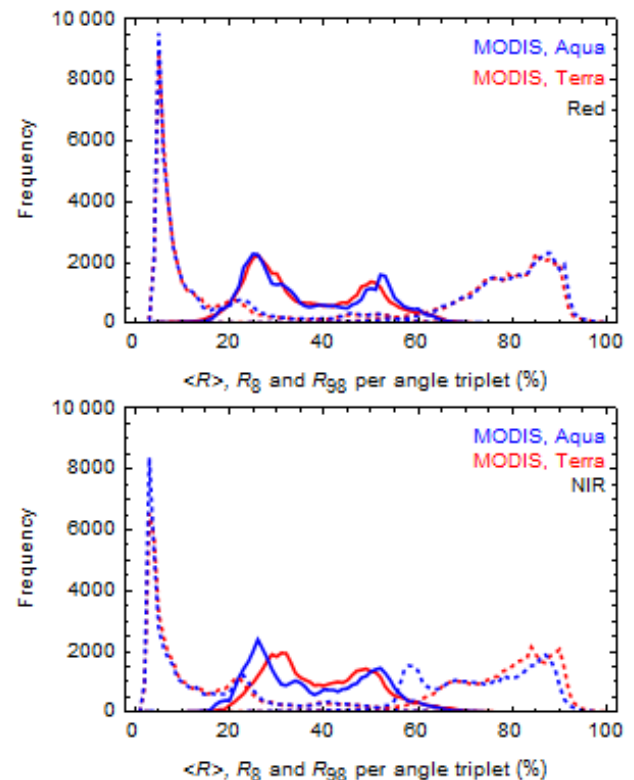 10 000
8000
6000
4000
2000
0
Frequency
MODIS, Aqua
MODIS, Terra
Red
0 20 40 60 80 100
<R>, R8 and R98 per angle triplet (%)
10 000
8000
6000
4000
2000
0
Frequency
MODIS, Aqua
MODIS, Terra
NIR
0 20 40 60 80 100
<R>, R8 and R98 per angle triplet (%)